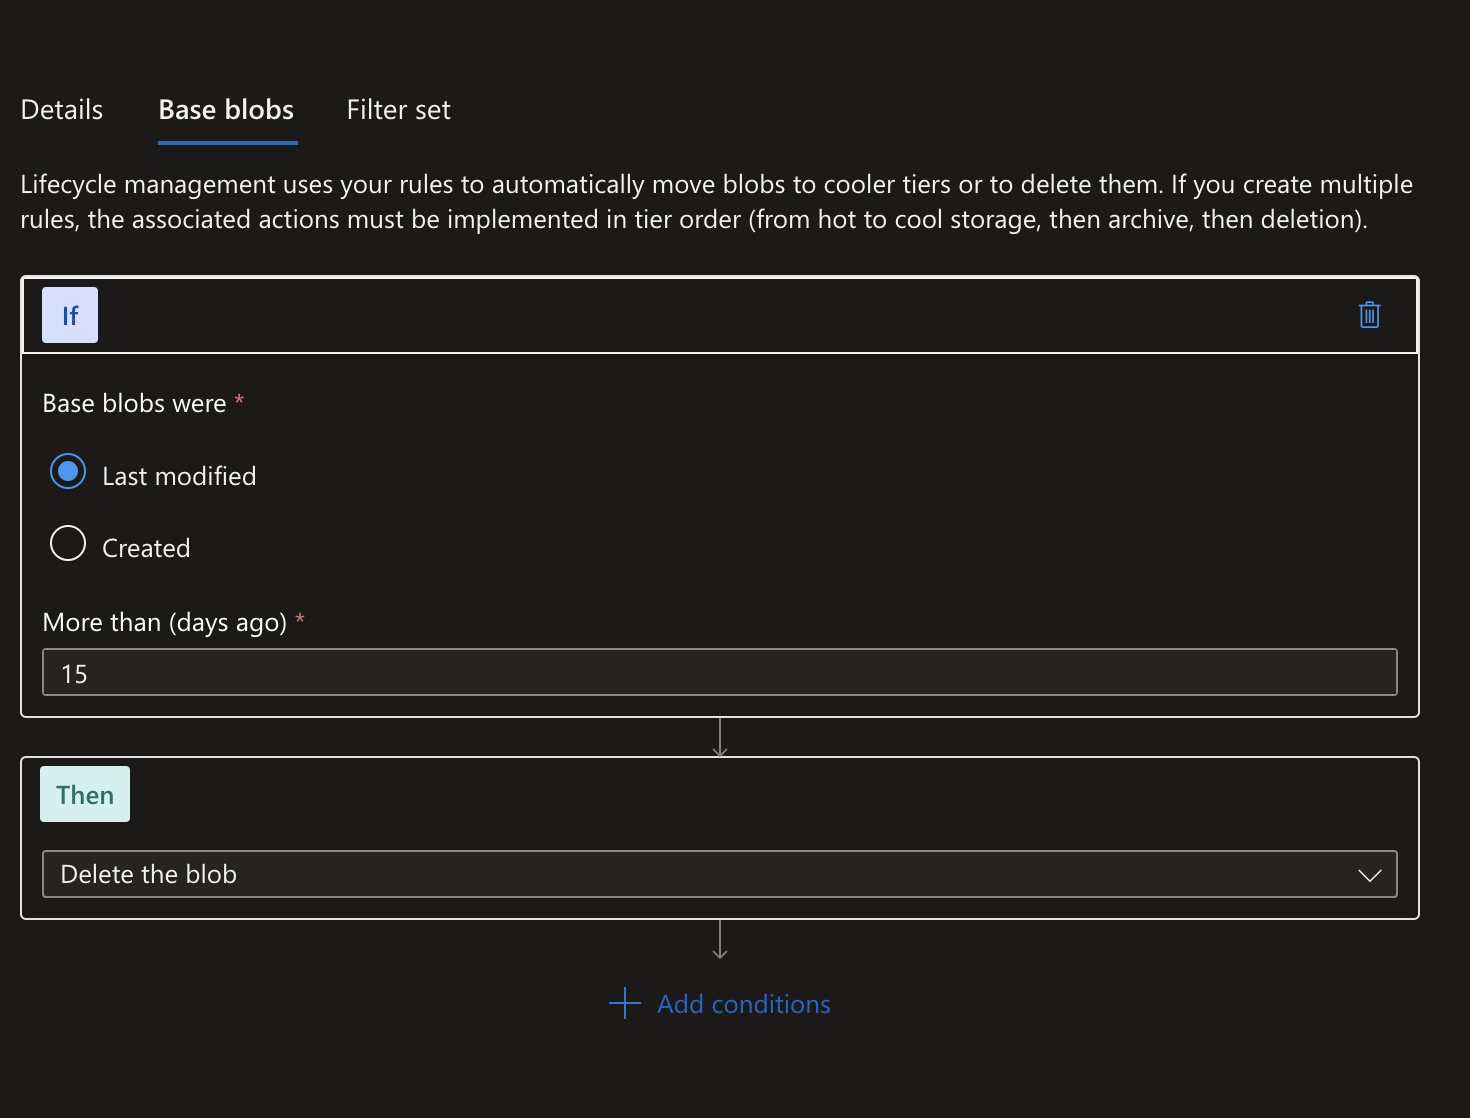 Details Base blobs Filter set
Lifecycle management uses your rules to automatically move blobs to cooler tiers or to delete them. If you create multiple
rules, the associated actions must be implemented in tier order (from hot to cool storage, then archive, then deletion).
If
Base blobs were *
Last modified
Created
More than (days ago) *
15
Then
Delete the blob
Add conditions